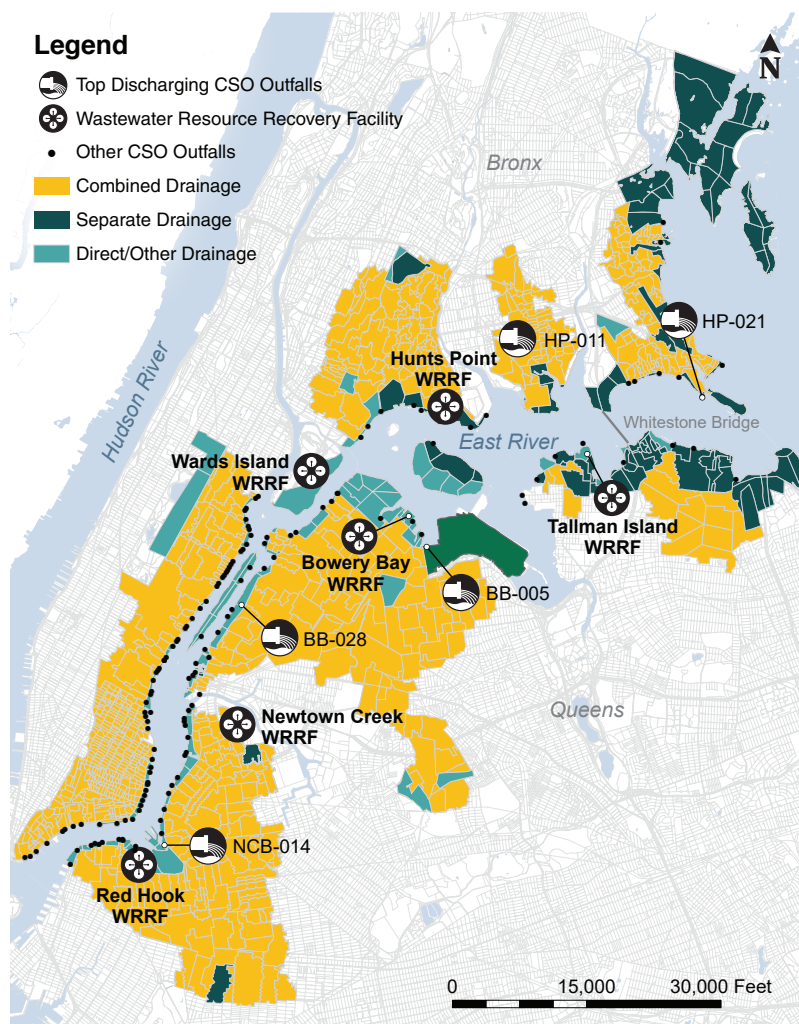 Legend
Top Discharging CSO Outfalls
Wastewater Resource Recovery Facility
Other CSO Outfalls
Combined Drainage
Separate Drainage
Direct/Other Drainage
N
Bronx
HP-021
HP-011
Hunts Point
WRRF
Hudson River
Whitestone Bridge
East River
Wards Island
WRRF
Tallman Island
WRRF
Bowery Bay
WRRF
BB-005
BB-028
Queens
Newtown Creek
WRRF
NCB-014
Red Hook
WRRF
0 15,000 30,000 Feet